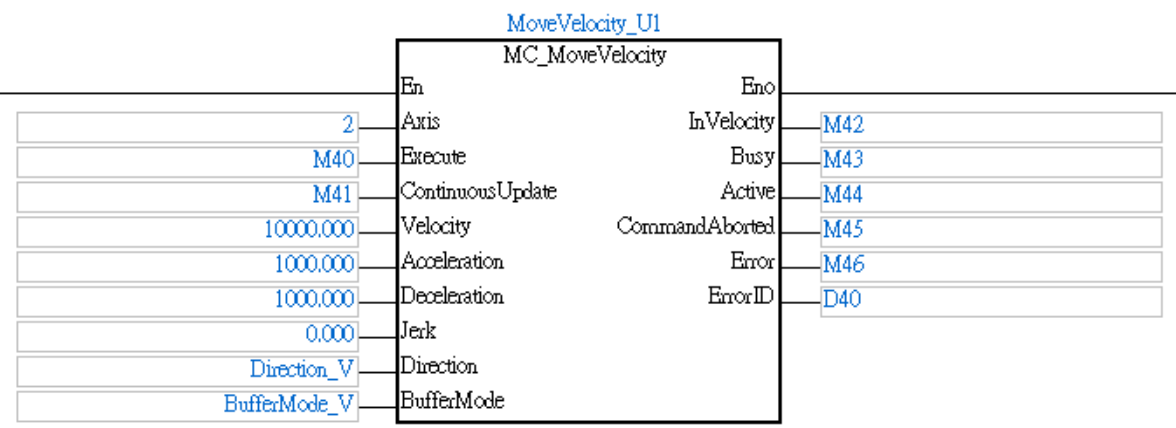 MoveVelocity_U1
MC_MoveVelocity
En Eno
2 Axis InVelocity M42
M40 Execute Busy M43
M41 ContinuousUpdate Active M44
10000.000 Velocity CommandAborted M45
1000.000 Acceleration Error M46
1000.000 Deceleration ErrorID D40
0.000 Jerk
Direction_V Direction
BufferMode_V BufferMode